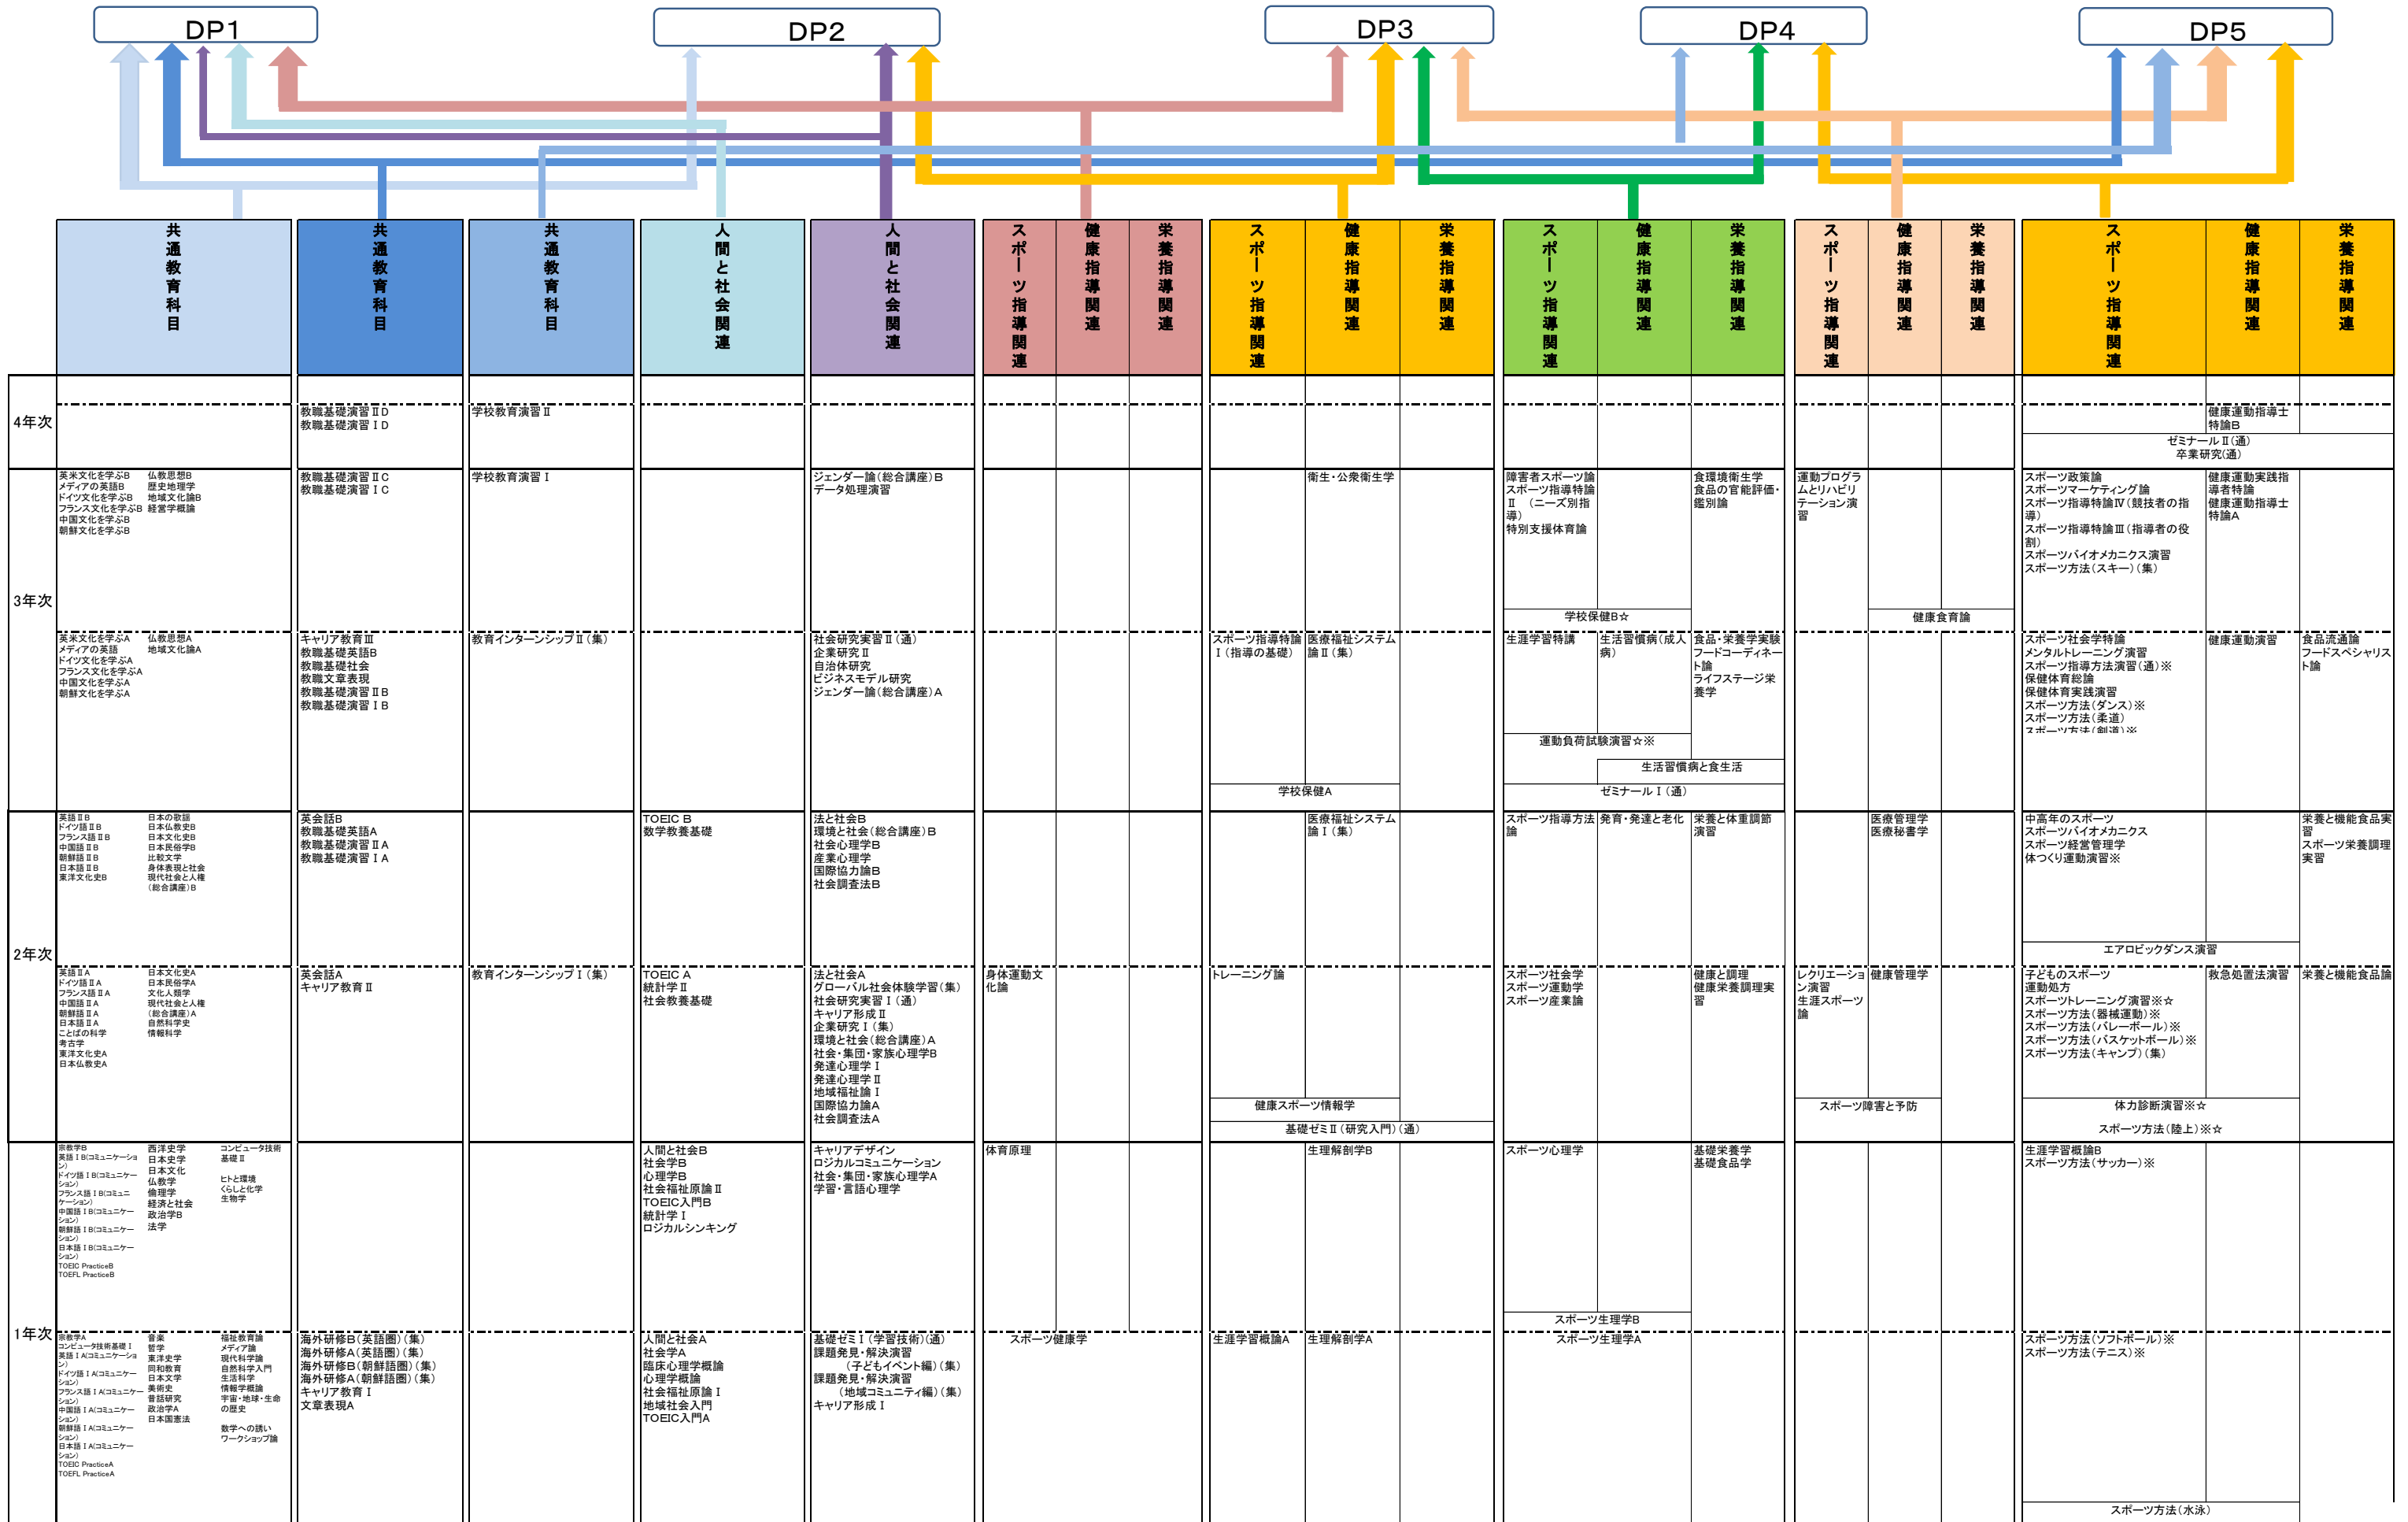 DP1
DP2
DP3
DP4
DP5
共通教育科目
共通教育科目
共通教育科目
人間と社会関連
人間と社会関連
スポーツ指導関連
健康指導関連
栄養指導関連
スポーツ指導関連
健康指導関連
栄養指導関連
スポーツ指導関連
健康指導関連
栄養指導関連
スポーツ指導関連
健康指導関連
栄養指導関連
スポーツ指導関連
健康指導関連
栄養指導関連
4年次
教職基礎演習ⅡD
教職基礎演習ⅠD
学校教育演習Ⅱ
健康運動指導士
特論B
ゼミナールⅡ(通)
卒業研究(通)
3年次
英米文化を学ぶB
メディアの英語B
ドイツ文化を学ぶB
フランス文化を学ぶB
中国文化を学ぶB
朝鮮文化を学ぶB
仏教思想B
歴史地理学
地域文化論B
経営学概論
教職基礎演習ⅡC
教職基礎演習ⅠC
学校教育演習Ⅰ
ジェンダー論(総合講座)B
データ処理演習
衛生・公衆衛生学
障害者スポーツ論
スポーツ指導特論
Ⅱ (ニーズ別指
導)
特別支援体育論
食環境衛生学
食品の官能評価・
鑑別論
学校保健B☆
運動プログラ
ムとリハビリ
テーション演
習
健康食育論
スポーツ政策論
スポーツマーケティング論
スポーツ指導特論Ⅳ(競技者の指
導)
スポーツ指導特論Ⅲ(指導者の役
割)
スポーツバイオメカニクス演習
スポーツ方法(スキー)(集)
健康運動実践指
導者特論
健康運動指導士
特論A
英米文化を学ぶA
メディアの英語
ドイツ文化を学ぶA
フランス文化を学ぶA
中国文化を学ぶA
朝鮮文化を学ぶA
仏教思想A
地域文化論A
キャリア教育Ⅲ
教職基礎英語B
教職基礎社会
教職文章表現
教職基礎演習ⅡB
教職基礎演習ⅠB
教育インターンシップⅡ(集)
社会研究実習Ⅱ(通)
企業研究Ⅱ
自治体研究
ビジネスモデル研究
ジェンダー論(総合講座)A
スポーツ指導特論
Ⅰ(指導の基礎)
医療福祉システム
論Ⅱ(集)
学校保健A
生涯学習特講
生活習慣病(成人
病)
食品・栄養学実験
フードコーディネー
ト論
ライフステージ栄
養学
運動負荷試験演習☆※
生活習慣病と食生活
ゼミナールⅠ(通)
スポーツ社会学特論
メンタルトレーニング演習
スポーツ指導方法演習(通)※
保健体育総論
保健体育実践演習
スポーツ方法(ダンス)※
スポーツ方法(柔道)
スポーツ方法(剣道)※
健康運動演習
食品流通論
フードスペシャリス
ト論
2年次
英語ⅡB
ドイツ語ⅡB
フランス語ⅡB
中国語ⅡB
朝鮮語ⅡB
日本語ⅡB
東洋文化史B
日本の歌謡
日本仏教史B
日本文化史B
日本民俗学B
比較文学
身体表現と社会
現代社会と人権
(総合講座)B
英会話B
教職基礎英語A
教職基礎演習ⅡA
教職基礎演習ⅠA
TOEIC B
数学教養基礎
法と社会B
環境と社会(総合講座)B
社会心理学B
産業心理学
国際協力論B
社会調査法B
医療福祉システム
論Ⅰ(集)
スポーツ指導方法
論
発育・発達と老化
栄養と体重調節
演習
医療管理学
医療秘書学
中高年のスポーツ
スポーツバイオメカニクス
スポーツ経営管理学
体つくり運動演習※
エアロビックダンス演習
栄養と機能食品実
習
スポーツ栄養調理
実習
英語ⅡA
ドイツ語ⅡA
フランス語ⅡA
中国語ⅡA
朝鮮語ⅡA
日本語ⅡA
ことばの科学
考古学
東洋文化史A
日本仏教史A
日本文化史A
日本民俗学A
文化人類学
現代社会と人権
(総合講座)A
自然科学史
情報科学
英会話A
キャリア教育Ⅱ
教育インターンシップⅠ(集)
TOEIC A
統計学Ⅱ
社会教養基礎
法と社会A
グローバル社会体験学習(集)
社会研究実習Ⅰ(通)
キャリア形成Ⅱ
企業研究Ⅰ(集)
環境と社会(総合講座)A
社会・集団・家族心理学B
発達心理学Ⅰ
発達心理学Ⅱ
地域福祉論Ⅰ
国際協力論A
社会調査法A
身体運動文
化論
トレーニング論
健康スポーツ情報学
基礎ゼミⅡ(研究入門)(通)
スポーツ社会学
スポーツ運動学
スポーツ産業論
健康と調理
健康栄養調理実
習
レクリエーショ
ン演習
生涯スポーツ
論
健康管理学
スポーツ障害と予防
子どものスポーツ
運動処方
スポーツトレーニング演習※☆
スポーツ方法(器械運動)※
スポーツ方法(バレーボール)※
スポーツ方法(バスケットボール)※
スポーツ方法(キャンプ)(集)
救急処置法演習
栄養と機能食品論
体力診断演習※☆
スポーツ方法(陸上)※☆
1年次
宗教学B
英語ⅠB(コミュニケーショ
ン)
ドイツ語ⅠB(コミュニケー
ション)
フランス語ⅠB(コミュニ
ケーション)
中国語ⅠB(コミュニケー
ション)
朝鮮語ⅠB(コミュニケー
ション)
日本語ⅠB(コミュニケー
ション)
TOEIC PracticeB
TOEFL PracticeB
西洋史学
日本史学
日本文化
仏教学
倫理学
経済と社会
政治学B
法学
コンピュータ技術
基礎Ⅱ
ヒトと環境
くらしと化学
生物学
人間と社会B
社会学B
心理学B
社会福祉原論Ⅱ
TOEIC入門B
統計学Ⅰ
ロジカルシンキング
キャリアデザイン
ロジカルコミュニケーション
社会・集団・家族心理学A
学習・言語心理学
体育原理
生理解剖学B
スポーツ心理学
基礎栄養学
基礎食品学
スポーツ生理学B
生涯学習概論B
スポーツ方法(サッカー)※
宗教学A
コンピュータ技術基礎Ⅰ
英語ⅠA(コミュニケーショ
ン)
ドイツ語ⅠA(コミュニケー
ション)
フランス語ⅠA(コミュニケー
ション)
中国語ⅠA(コミュニケー
ション)
朝鮮語ⅠA(コミュニケー
ション)
日本語ⅠA(コミュニケー
ション)
TOEIC PracticeA
TOEFL PracticeA
音楽
哲学
東洋史学
同和教育
日本文学
美術史
昔話研究
政治学A
日本国憲法
福祉教育論
メディア論
現代科学論
自然科学入門
生活科学
情報学概論
宇宙・地球・生命
の歴史
数学への誘い
ワークショップ論
海外研修B(英語圏)(集)
海外研修A(英語圏)(集)
海外研修B(朝鮮語圏)(集)
海外研修A(朝鮮語圏)(集)
キャリア教育Ⅰ
文章表現A
人間と社会A
社会学A
臨床心理学概論
心理学概論
社会福祉原論Ⅰ
地域社会入門
TOEIC入門A
基礎ゼミⅠ(学習技術)(通)
課題発見・解決演習
(子どもイベント編)(集)
課題発見・解決演習
(地域コミュニティ編)(集)
キャリア形成Ⅰ
スポーツ健康学
生涯学習概論A
生理解剖学A
スポーツ生理学A
スポーツ方法(ソフトボール)※
スポーツ方法(テニス)※
スポーツ方法(水泳)